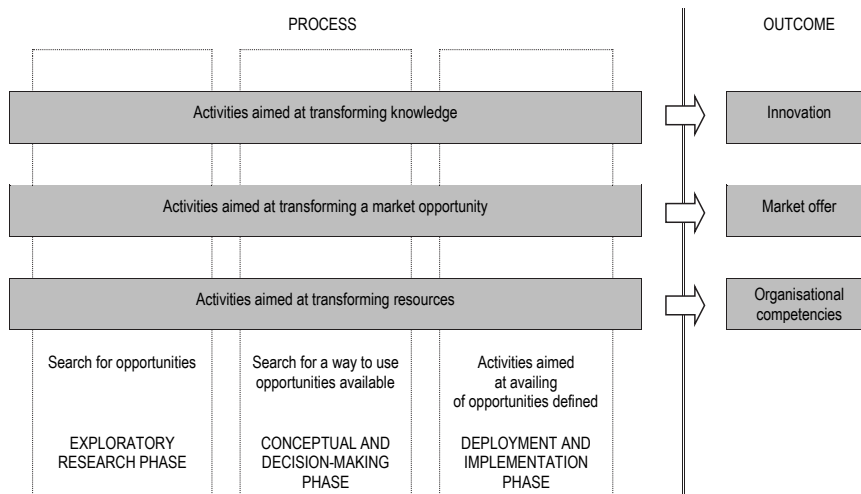 PROCESS
OUTCOME
Activities aimed at transforming knowledge
Innovation
Activities aimed at transforming a market opportunity
Market offer
Activities aimed at transforming resources
Organisational
competencies
Search for opportunities
Search for a way to use
opportunities available
Activities aimed
at availing
of opportunities defined
EXPLORATORY
RESEARCH PHASE
CONCEPTUAL AND
DECISION-MAKING
PHASE
DEPLOYMENT AND
IMPLEMENTATION
PHASE